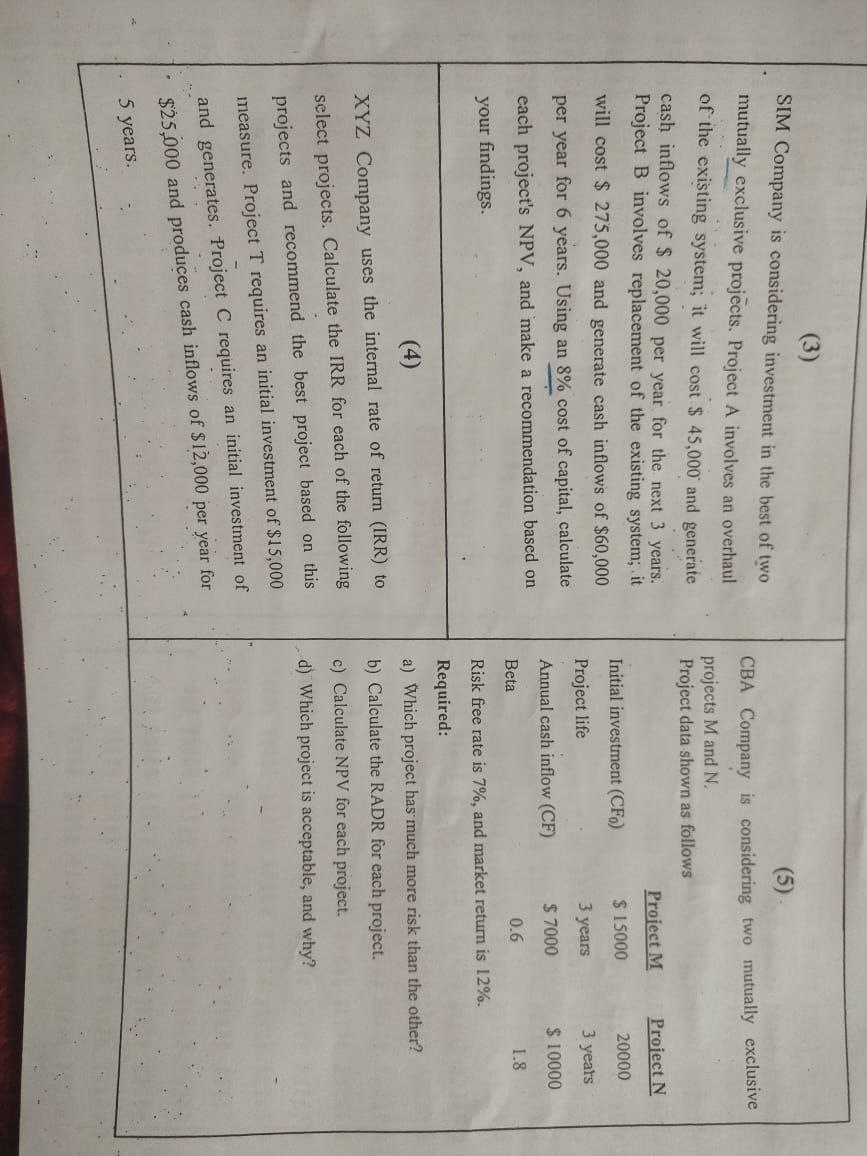 (3)
SIM Company is considering investment in the best of two
mutually exclusive projects. Project A involves an overhaul
of the existing system; it will cost $ 45,000 and generate
cash inflows of $ 20,000 per year for the next 3 years.
Project B involves replacement of the existing system; it
will cost $ 275,000 and generate cash inflows of $60,000
per year for 6 years. Using an 8% cost of capital, calculate
each project's NPV, and make a recommendation based on
your findings.
(4)
XYZ Company uses the internal rate of return (IRR) to
select projects. Calculate the IRR for each of the following
projects and recommend the best project based on this
measure. Project T requires an initial investment of $15,000
and generates. Project C requires an initial investment of
$25,000 and produces cash inflows of $12,000 per year for
5 years.
(5)
CBA Company is considering two mutually exclusive
projects M and N.
Project data shown as follows
Project M Project N
Initial investment (CF₀) $ 15000 20000
Project life 3 years 3 years
Annual cash inflow (CF) $ 7000 $ 10000
Beta 0.6 1.8
Risk free rate is 7%, and market return is 12%.
Required:
a) Which project has much more risk than the other?
b) Calculate the RADR for each project.
c) Calculate NPV for each project.
d) Which project is acceptable, and why?